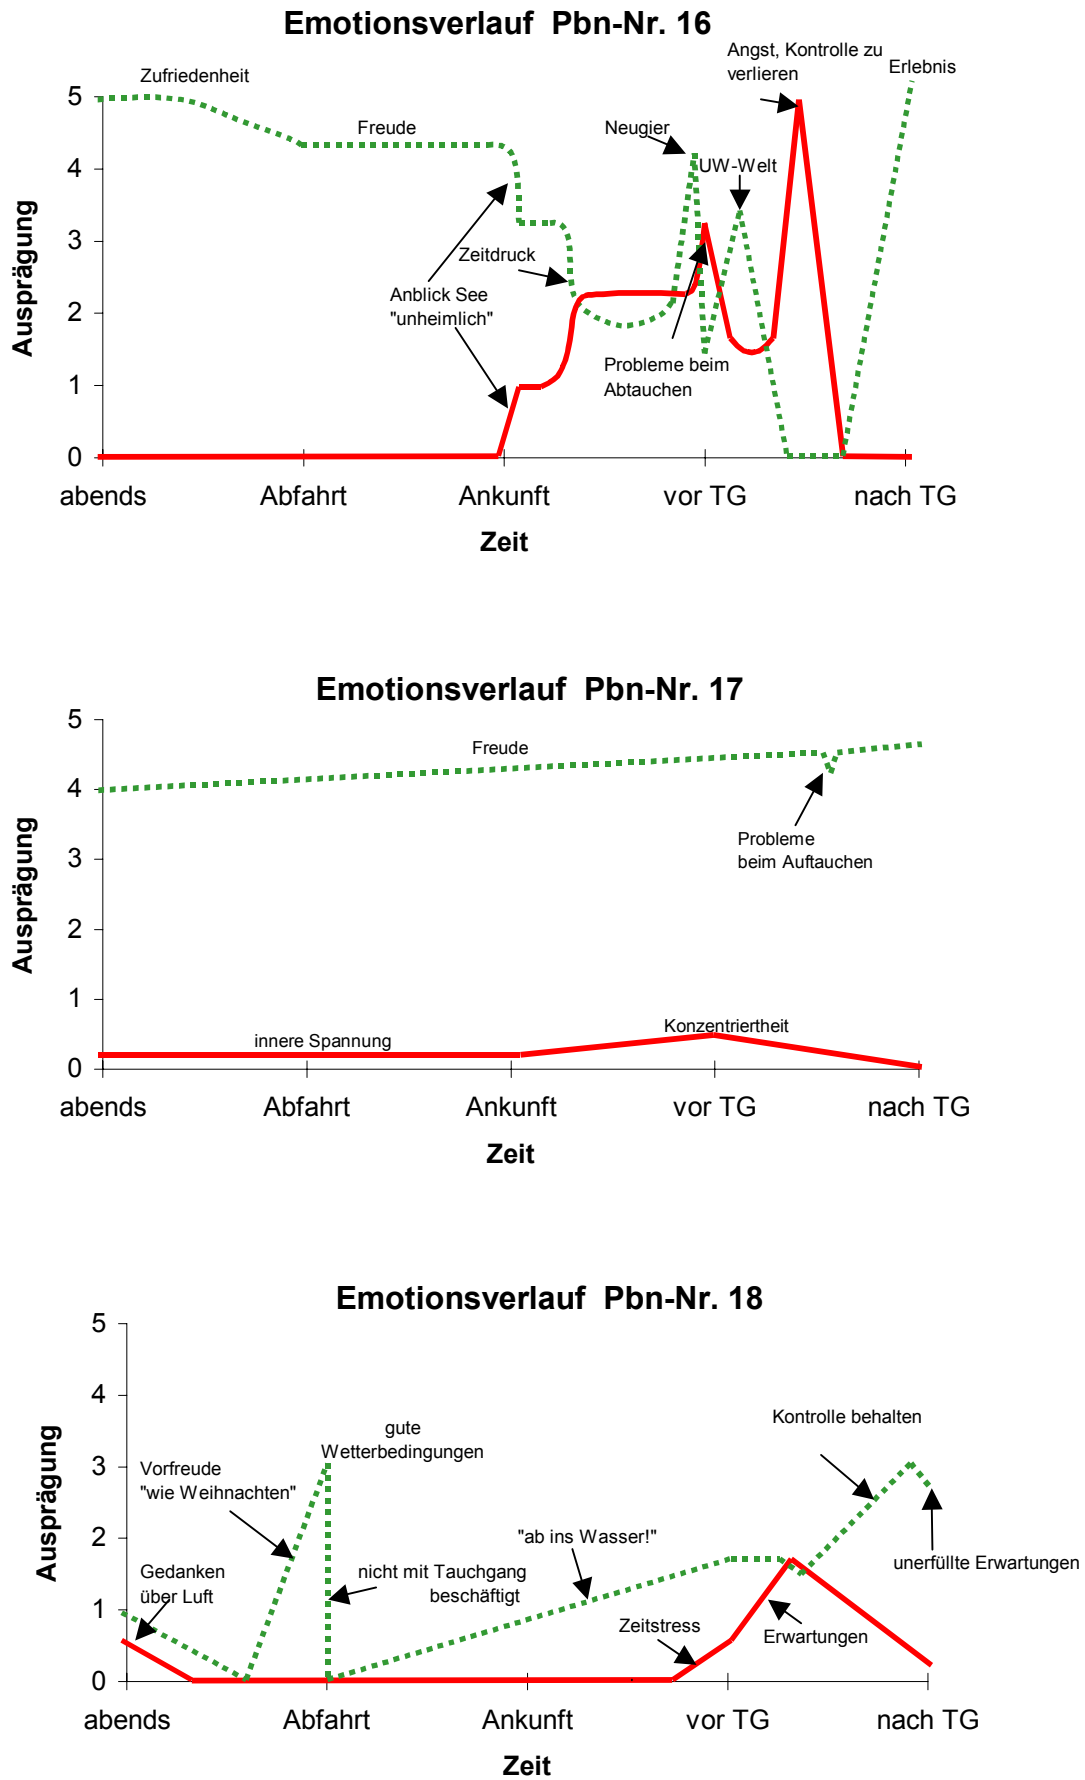 Emotionsverlauf Pbn-Nr. 16
Angst, Kontrolle zu
verlieren
Erlebnis
Zufriedenheit
Freude
Neugier
UW-Welt
Zeitdruck
Anblick See
"unheimlich"
Probleme beim
Abtauchen
Ausprägung
5
4
3
2
1
0
abends
Abfahrt
Ankunft
vor TG
nach TG
Zeit
Emotionsverlauf Pbn-Nr. 17
Freude
Probleme
beim Auftauchen
innere Spannung
Konzentriertheit
Ausprägung
5
4
3
2
1
0
abends
Abfahrt
Ankunft
vor TG
nach TG
Zeit
Emotionsverlauf Pbn-Nr. 18
Kontrolle behalten
gute
Wetterbedingungen
Vorfreude
"wie Weihnachten"
"ab ins Wasser!"
unerfüllte Erwartungen
Gedanken
über Luft
nicht mit Tauchgang
beschäftigt
Zeitstress
Erwartungen
Ausprägung
5
4
3
2
1
0
abends
Abfahrt
Ankunft
vor TG
nach TG
Zeit